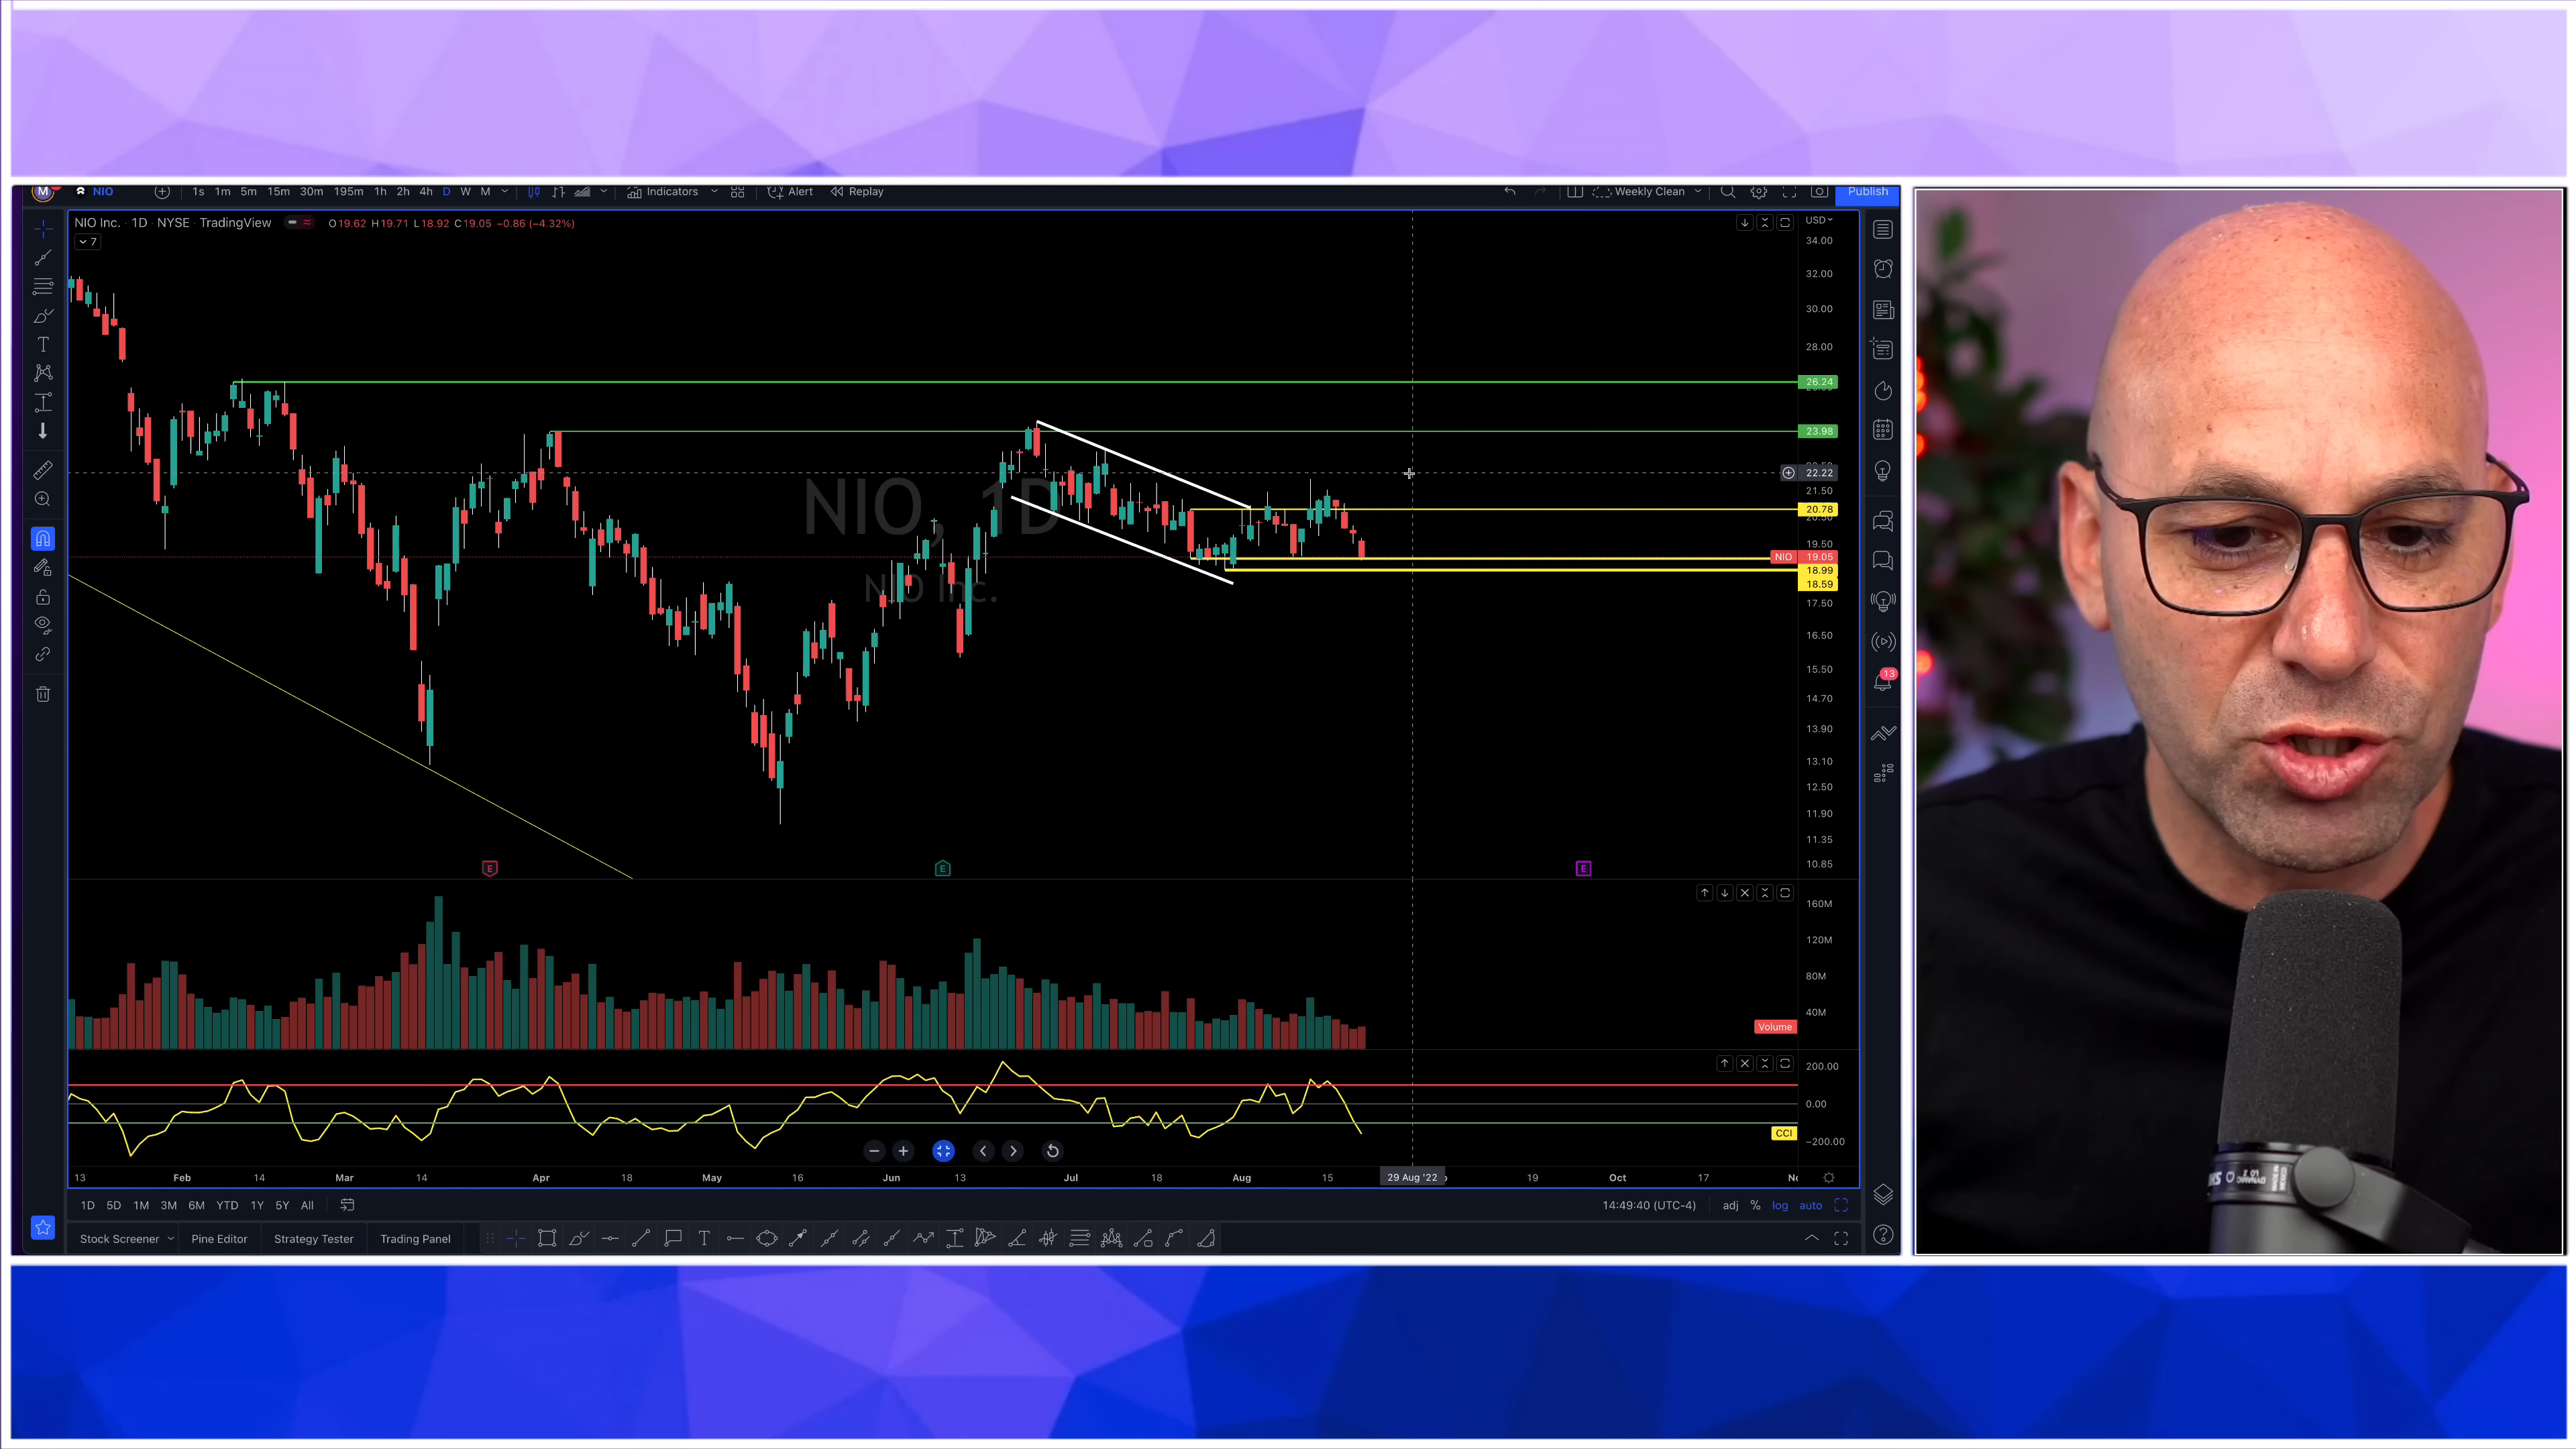 M NIO 1s 1m 5m 15m 30m 195m 1h 2h 4h D W M Indicators Alert Replay Weekly Clean Publish
NIO Inc. · 1D · NYSE · TradingView O19.62 H19.71 L18.92 C19.05 −0.86 (−4.32%)
7
USD
34.00
32.00
30.00
28.00
26.24
23.98
22.22
21.50
20.78
19.50
NIO 19.05
18.99
18.59
17.50
16.50
15.50
14.70
13.90
13.10
12.50
11.90
11.35
10.85
NIO, 1D
NIO Inc.
E E E
13
160M
120M
80M
40M
Volume
200.00
0.00
CCI
−200.00
13 Feb 14 Mar 14 Apr 18 May 16 Jun 13 Jul 18 Aug 15 29 Aug '22 19 Oct 17
1D 5D 1M 3M 6M YTD 1Y 5Y All 14:49:40 (UTC-4) adj % log auto
Stock Screener Pine Editor Strategy Tester Trading Panel